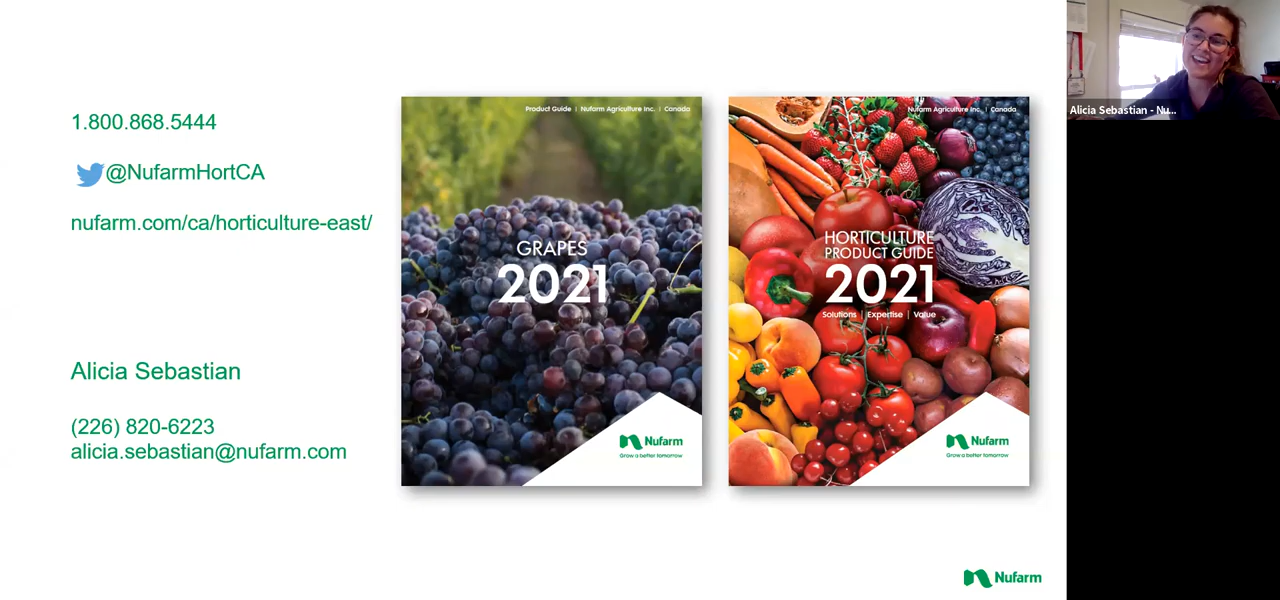 1.800.868.5444
@NufarmHortCA
nufarm.com/ca/horticulture-east/
Alicia Sebastian
(226) 820-6223
alicia.sebastian@nufarm.com
Product Guide | Nufarm Agriculture Inc. | Canada
GRAPES
2021
Nufarm
Grow a better tomorrow
Nufarm Agriculture Inc. | Canada
HORTICULTURE
PRODUCT GUIDE
2021
Solutions | Expertise | Value
Nufarm
Grow a better tomorrow
Nufarm
Alicia Sebastian - Nu...